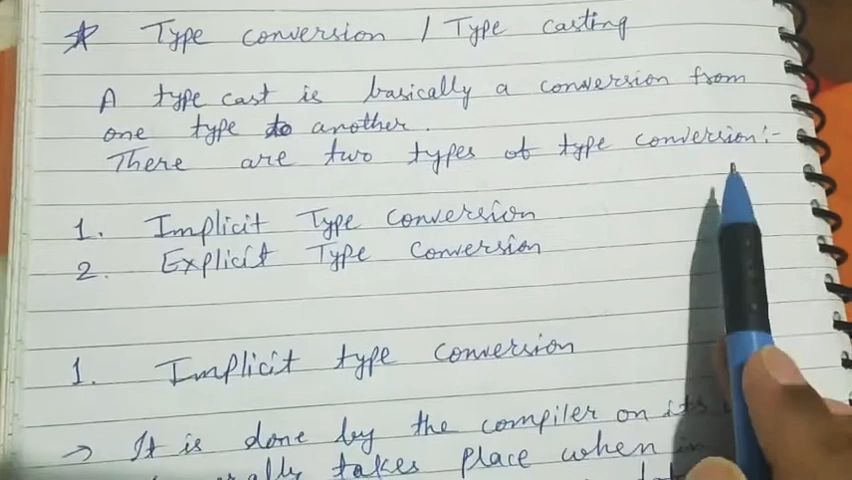 * Type conversion / Type casting
A type cast is basically a conversion from
one type to another.
There are two types of type conversion:-
1. Implicit Type Conversion
2. Explicit Type Conversion
1. Implicit type conversion
→ It is done by the compiler on its
takes place when in